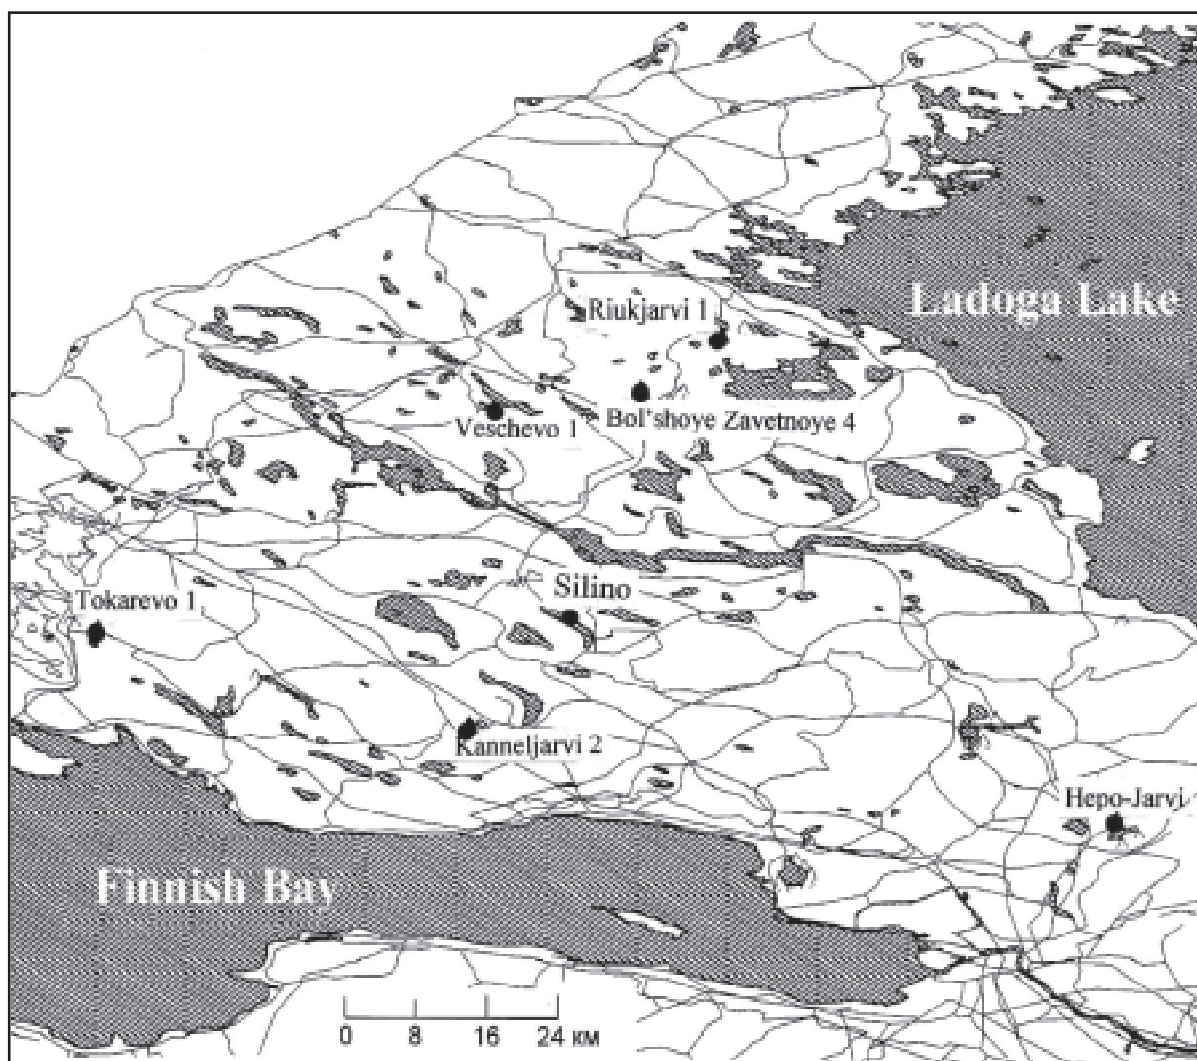 Ladoga Lake
Riukjarvi 1
Veschevo 1
Bol'shoye Zavetnoye 4
Silino
Tokarevo 1
Kanneljarvi 2
Hepo-Jarvi
Finnish Bay
0 8 16 24 км